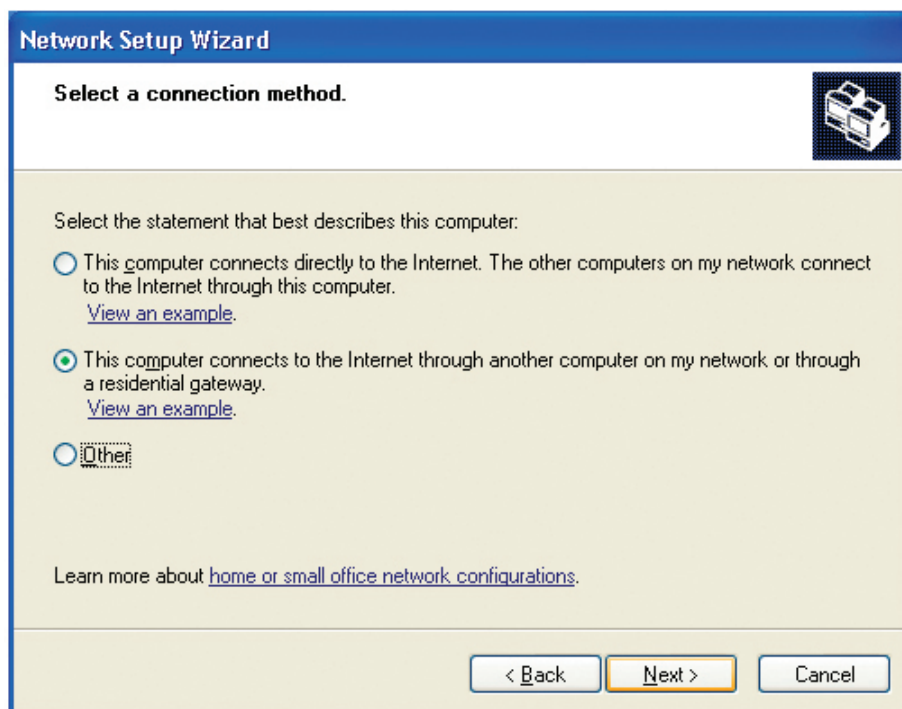 Network Setup Wizard
Select a connection method.
Select the statement that best describes this computer:
This computer connects directly to the Internet. The other computers on my network connect
to the Internet through this computer.
View an example.
This computer connects to the Internet through another computer on my network or through
a residential gateway.
View an example.
Other
Learn more about home or small office network configurations.
< Back Next > Cancel